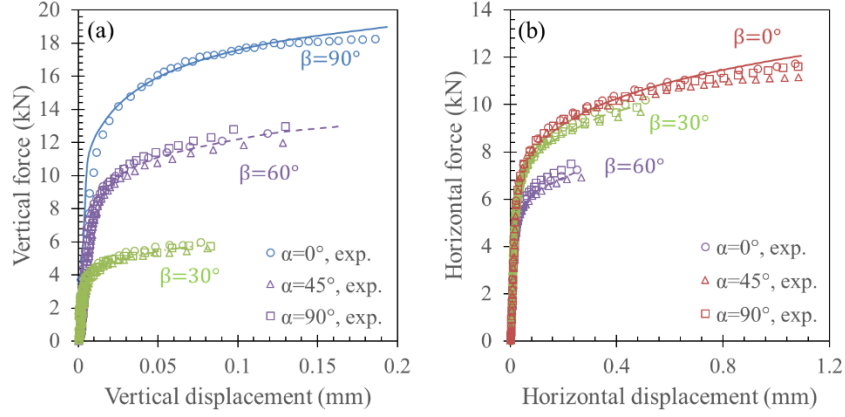 (a)
20
18
16
14
12
10
8
6
4
2
0
Vertical force (kN)
β=90°
β=60°
β=30°
α=0°, exp.
α=45°, exp.
α=90°, exp.
0 0.05 0.1 0.15 0.2
Vertical displacement (mm)
(b)
14
12
10
8
6
4
2
0
Horizontal force (kN)
β=0°
β=30°
β=60°
α=0°, exp.
α=45°, exp.
α=90°, exp.
0 0.4 0.8 1.2
Horizontal displacement (mm)